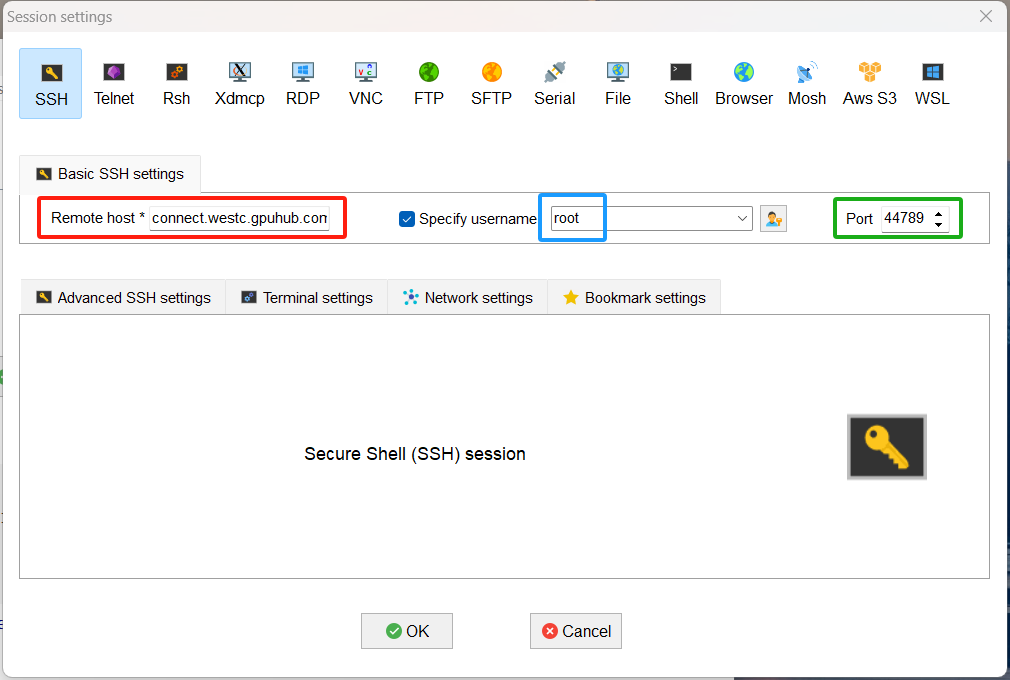 Session settings
SSH Telnet Rsh Xdmcp RDP VNC FTP SFTP Serial File Shell Browser Mosh Aws S3 WSL
Basic SSH settings
Remote host * connect.westc.gpuhub.com Specify username root Port 44789
Advanced SSH settings Terminal settings Network settings Bookmark settings
Secure Shell (SSH) session
OK Cancel